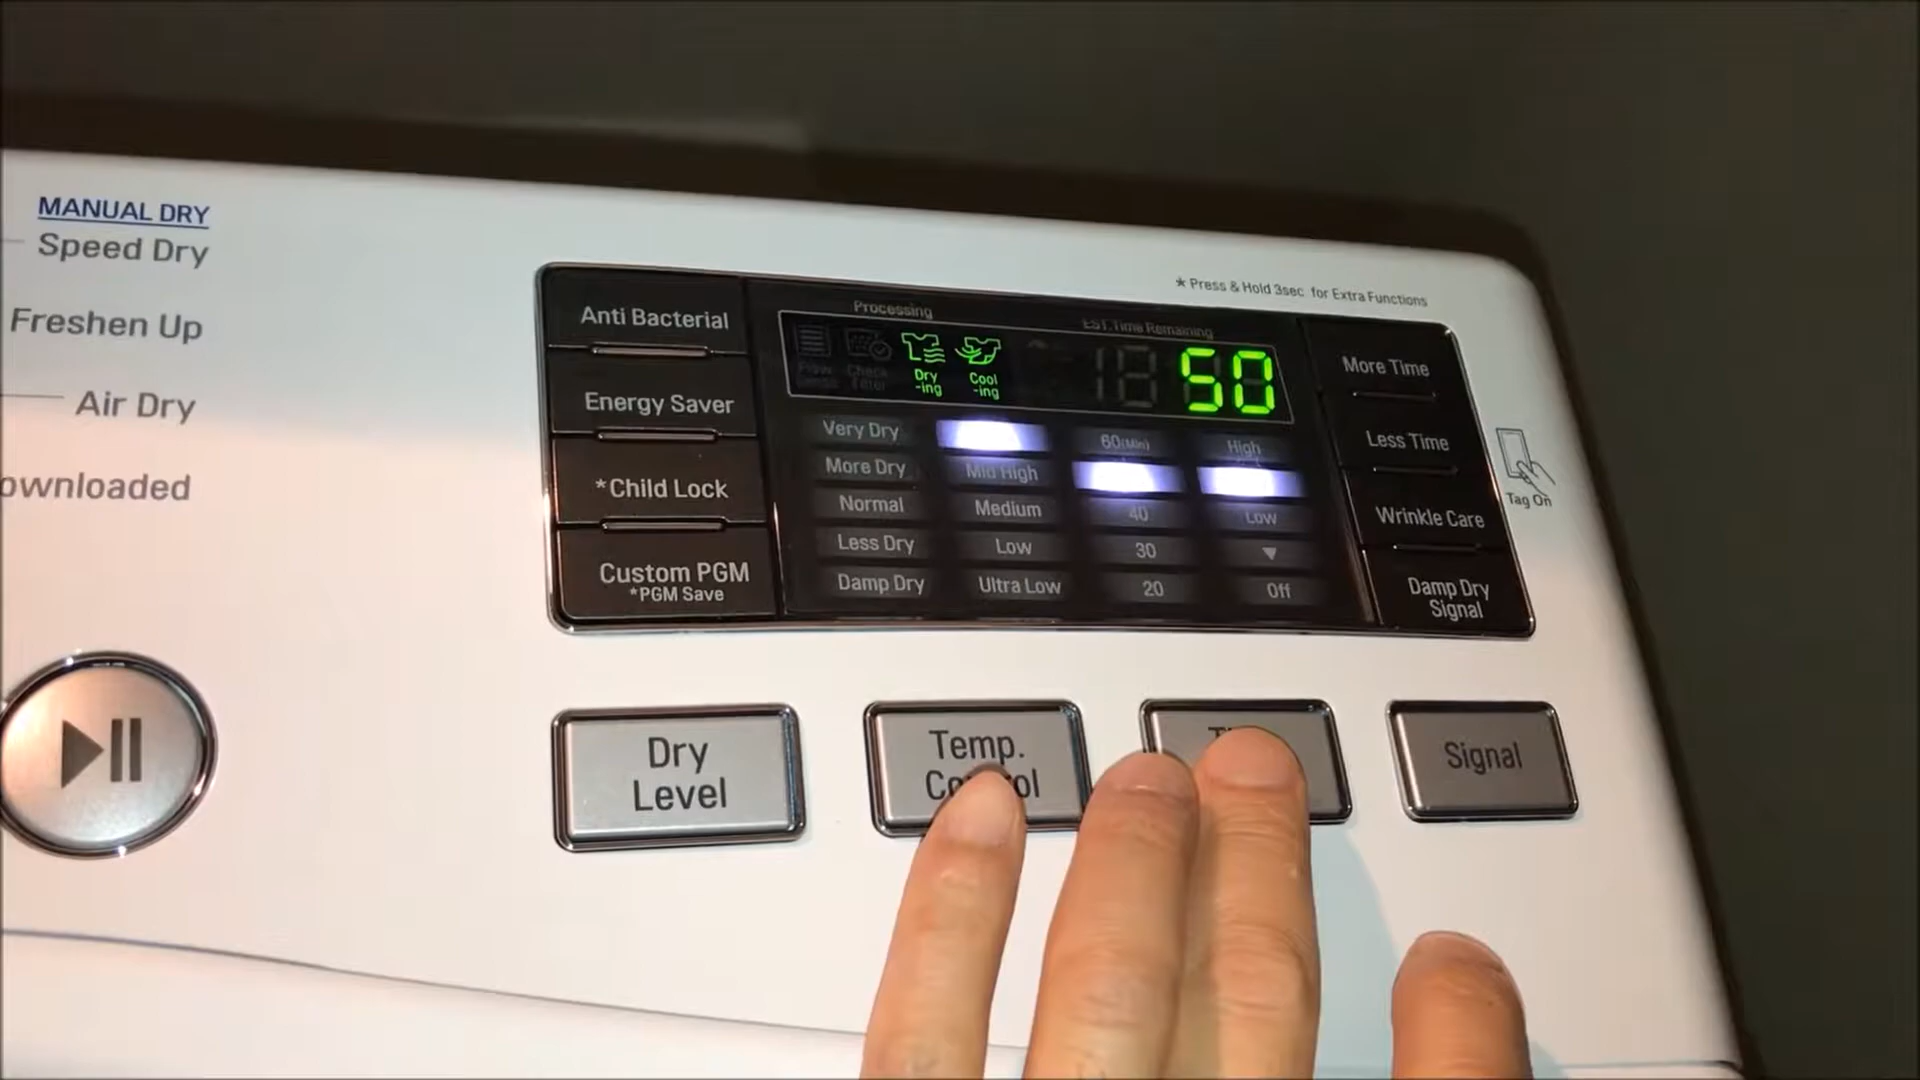 MANUAL DRY
Speed Dry
Freshen Up
Air Dry
ownloaded
* Press & Hold 3sec for Extra Functions
Anti Bacterial
Energy Saver
*Child Lock
Custom PGM
*PGM Save
Processing
EST.Time Remaining
Dry
-ing
Cool
-ing
50
Very Dry
More Dry
Normal
Less Dry
Damp Dry
Mid High
Medium
Low
Ultra Low
60(Min)
40
30
20
High
Low
▼
Off
More Time
Less Time
Wrinkle Care
Damp Dry
Signal
Tag On
Dry
Level
Temp.
Signal